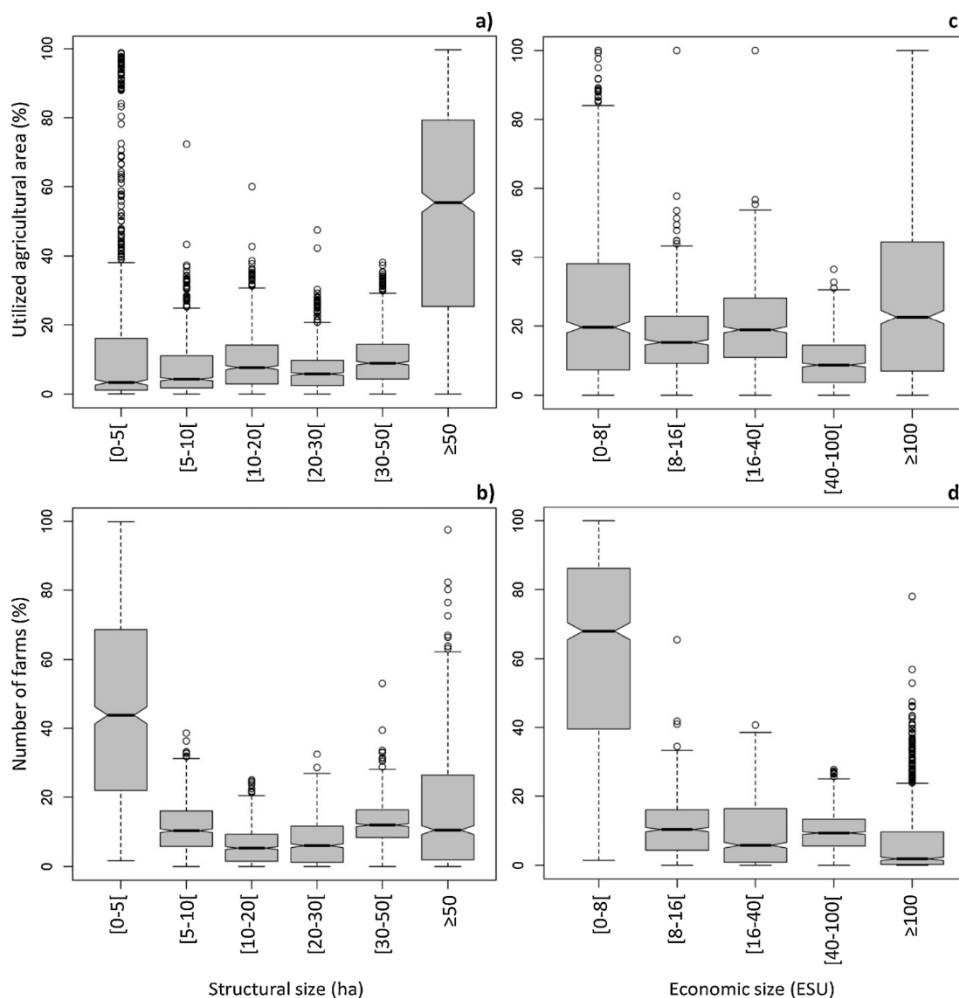 a)
Utilized agricultural area (%)
0 20 40 60 80 100
[0-5[ [5-10[ [10-20[ [20-30[ [30-50[ ≥50
c)
0 20 40 60 80 100
[0-8[ [8-16[ [16-40[ [40-100[ ≥100
b)
Number of farms (%)
0 20 40 60 80 100
[0-5[ [5-10[ [10-20[ [20-30[ [30-50[ ≥50
Structural size (ha)
d)
0 20 40 60 80 100
[0-8[ [8-16[ [16-40[ [40-100[ ≥100
Economic size (ESU)